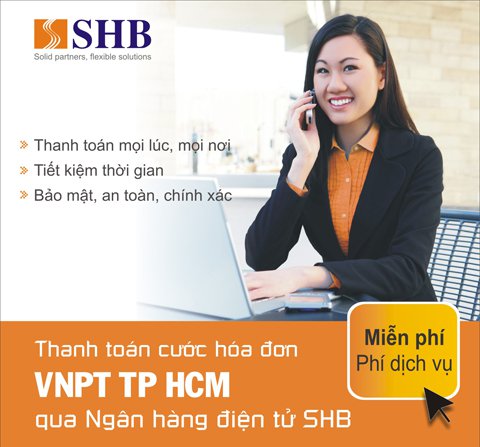 SHB
Solid partners, flexible solutions
Thanh toán mọi lúc, mọi nơi
Tiết kiệm thời gian
Bảo mật, an toàn, chính xác
Miễn phí
Phí dịch vụ
Thanh toán cước hóa đơn
VNPT TP HCM
qua Ngân hàng điện tử SHB